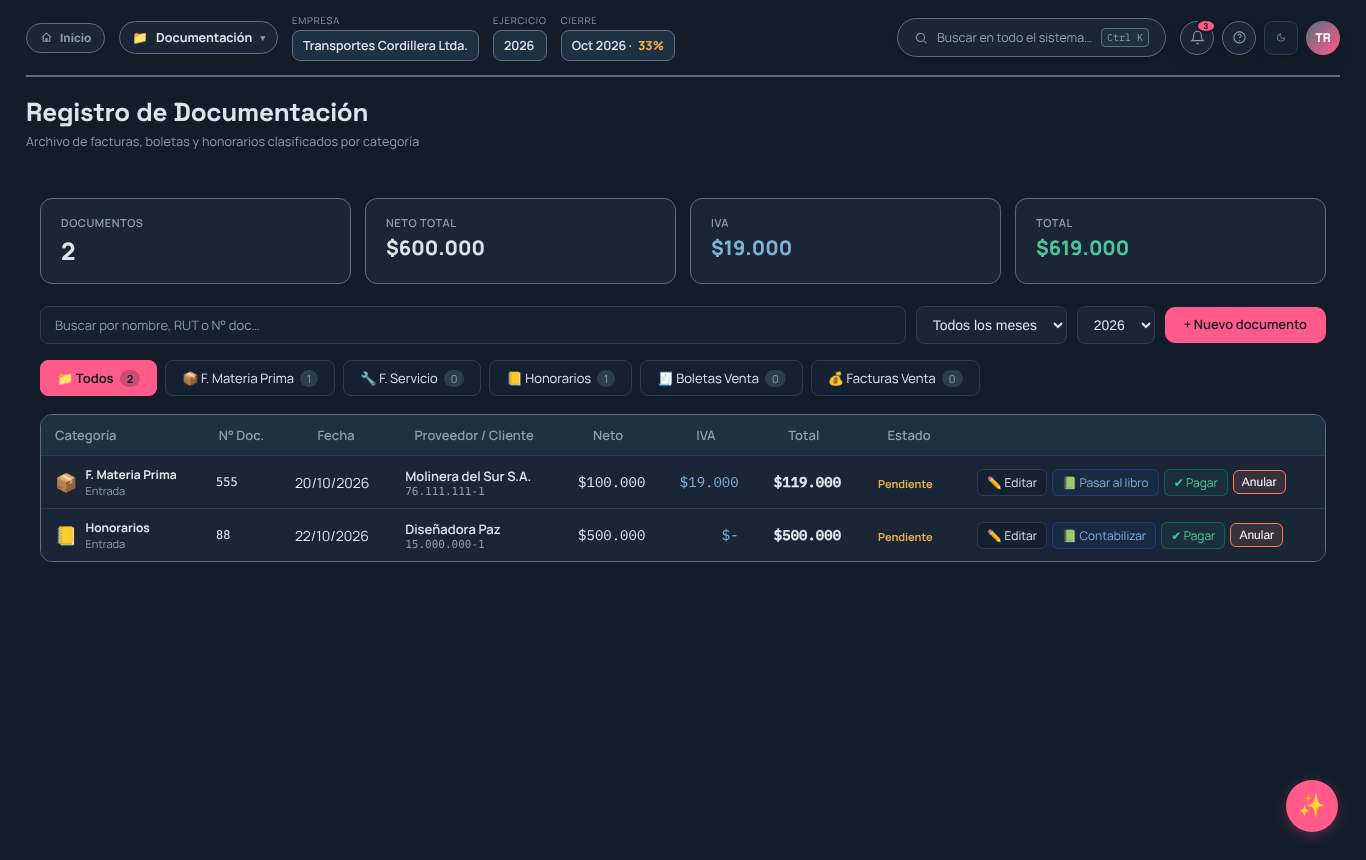 EMPRESA EJERCICIO CIERRE
Inicio Documentación Transportes Cordillera Ltda. 2026 Oct 2026 · 33% Buscar en todo el sistema... Ctrl K 3 TR
Registro de Documentación
Archivo de facturas, boletas y honorarios clasificados por categoría
DOCUMENTOS NETO TOTAL IVA TOTAL
2 $600.000 $19.000 $619.000
Buscar por nombre, RUT o N° doc... Todos los meses 2026 + Nuevo documento
Todos 2 F. Materia Prima 1 F. Servicio 0 Honorarios 1 Boletas Venta 0 Facturas Venta 0
Categoría N° Doc. Fecha Proveedor / Cliente Neto IVA Total Estado
F. Materia Prima 555 20/10/2026 Molinera del Sur S.A. $100.000 $19.000 $119.000 Pendiente Editar Pasar al libro ✔ Pagar Anular
Entrada 76.111.111-1
Honorarios 88 22/10/2026 Diseñadora Paz $500.000 $- $500.000 Pendiente Editar Contabilizar ✔ Pagar Anular
Entrada 15.000.000-1